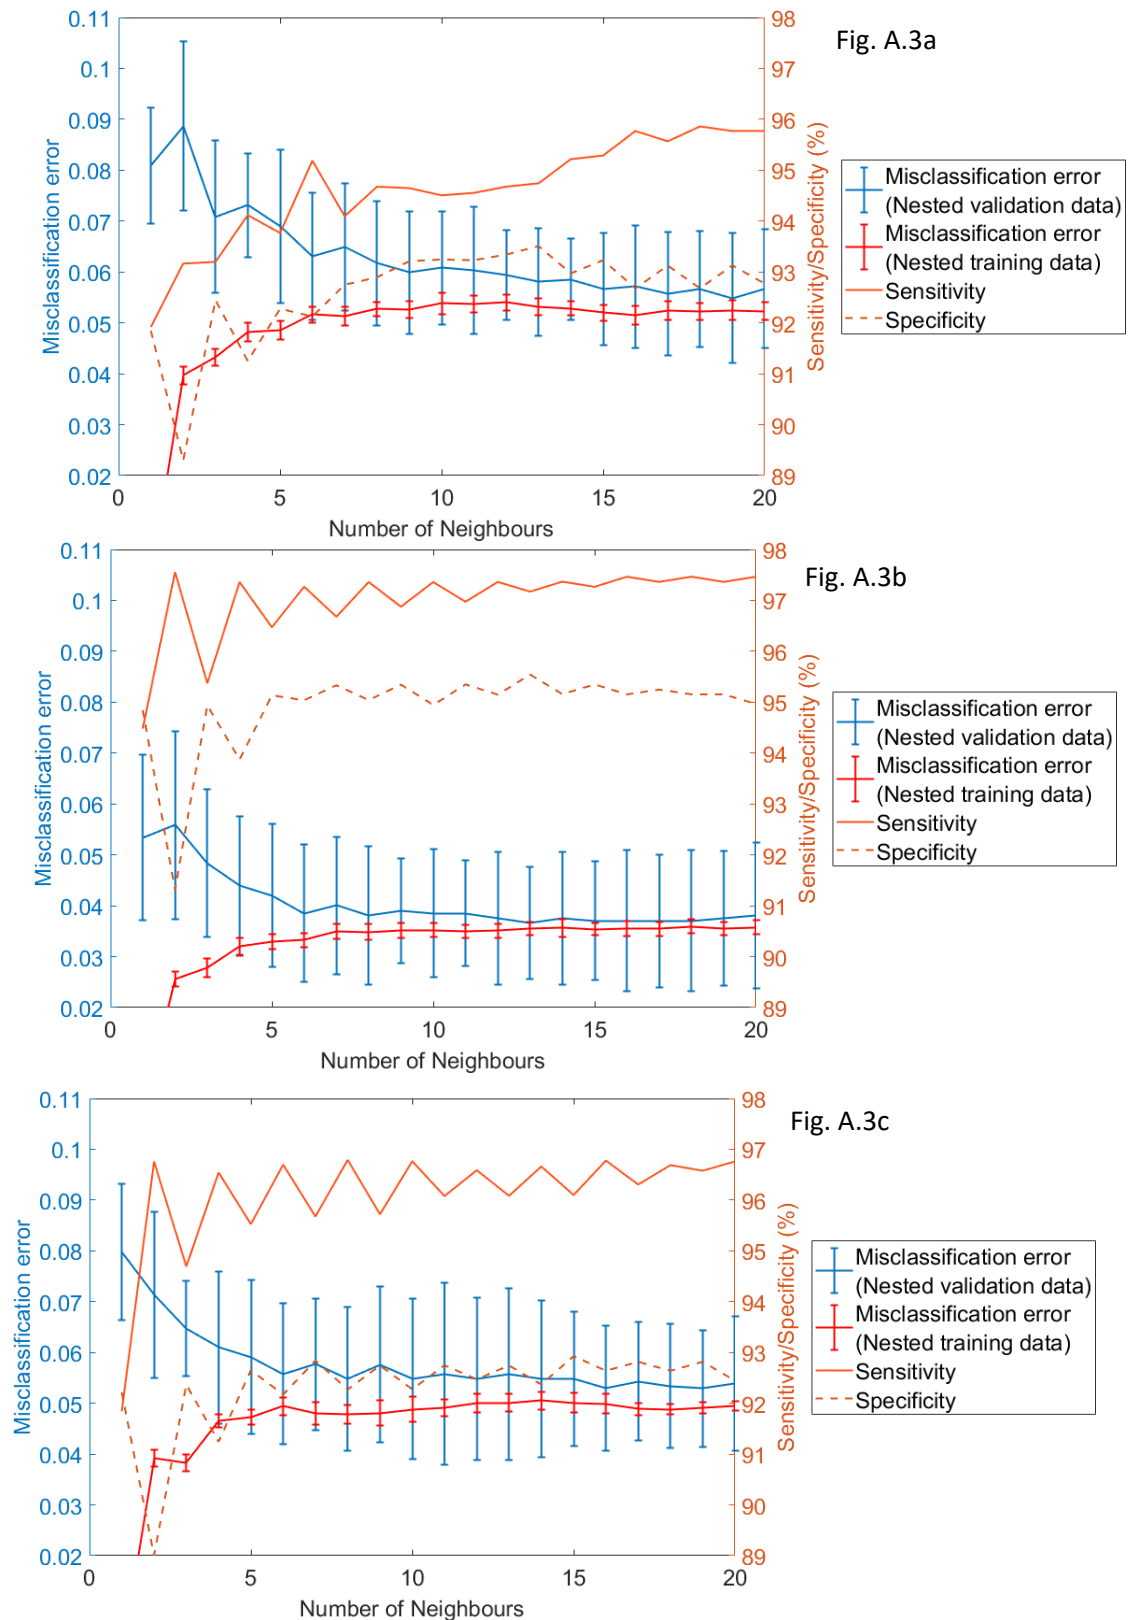 Fig. A.3a
0.11
0.1
0.09
0.08
0.07
0.06
0.05
0.04
0.03
0.02
Misclassification error
98
97
96
95
94
93
92
91
90
89
Sensitivity/Specificity (%)
0 5 10 15 20
Number of Neighbours
Misclassification error
(Nested validation data)
Misclassification error
(Nested training data)
Sensitivity
Specificity
Fig. A.3b
0.11
0.1
0.09
0.08
0.07
0.06
0.05
0.04
0.03
0.02
Misclassification error
98
97
96
95
94
93
92
91
90
89
Sensitivity/Specificity (%)
0 5 10 15 20
Number of Neighbours
Misclassification error
(Nested validation data)
Misclassification error
(Nested training data)
Sensitivity
Specificity
Fig. A.3c
0.11
0.1
0.09
0.08
0.07
0.06
0.05
0.04
0.03
0.02
Misclassification error
98
97
96
95
94
93
92
91
90
89
Sensitivity/Specificity (%)
0 5 10 15 20
Number of Neighbours
Misclassification error
(Nested validation data)
Misclassification error
(Nested training data)
Sensitivity
Specificity